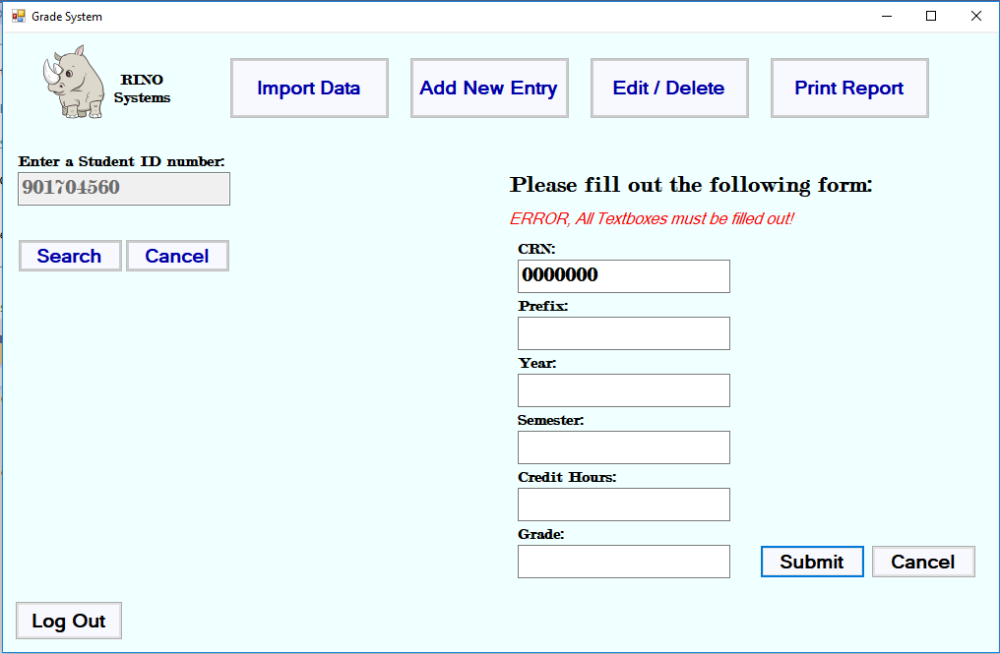 Grade System
RINO
Systems
Import Data
Add New Entry
Edit / Delete
Print Report
Enter a Student ID number:
901704560
Search
Cancel
Please fill out the following form:
ERROR, All Textboxes must be filled out!
CRN:
0000000
Prefix:
Year:
Semester:
Credit Hours:
Grade:
Submit
Cancel
Log Out